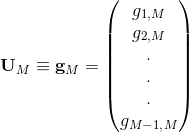 U_M ≡ g_M = ( g_{1,M}
g_{2,M}
.
.
.
g_{M−1,M} )